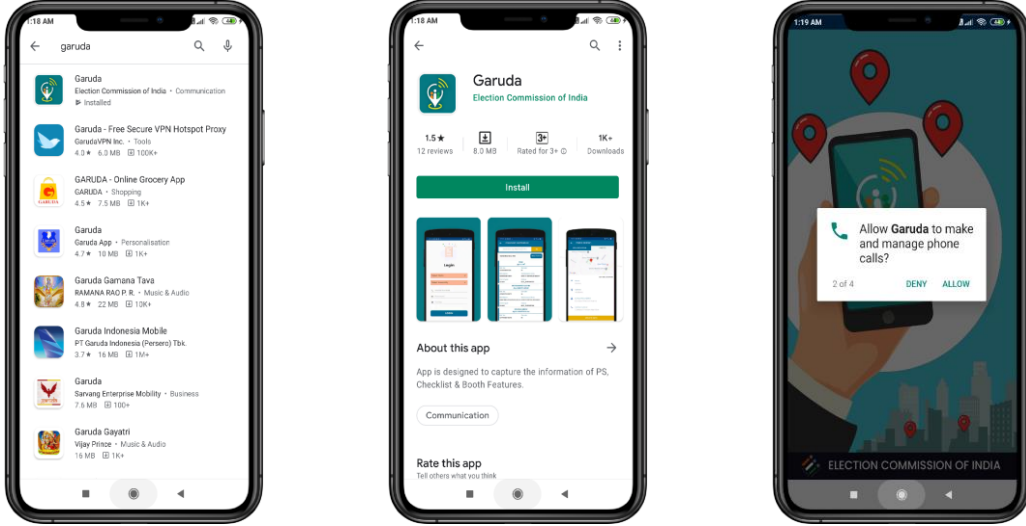 1:18 AM
garuda
Garuda
Election Commission of India • Communication
Installed
Garuda - Free Secure VPN Hotspot Proxy
GarudaVPN Inc. • Tools
4.0★ 6.0 MB 100K+
GARUDA - Online Grocery App
GARUDA • Shopping
4.5★ 7.5 MB 1K+
Garuda
Garuda App • Personalisation
4.7★ 10 MB 1K+
Garuda Gamana Tava
RAMANA RAO P. R. • Music & Audio
4.8★ 22 MB 10K+
Garuda Indonesia Mobile
PT Garuda Indonesia (Persero) Tbk.
3.7★ 16 MB 1M+
Garuda
Sarvang Enterprise Mobility • Business
7.6 MB 100+
Garuda Gayatri
Vijay Prince • Music & Audio
16 MB 1K+
1:18 AM
Garuda
Election Commission of India
1.5★ 3+ 1K+
12 reviews 8.0 MB Rated for 3+ Downloads
Install
Login
About this app
App is designed to capture the information of PS,
Checklist & Booth Features.
Communication
Rate this app
Tell others what you think
1:19 AM
Allow Garuda to make
and manage phone
calls?
2 of 4 DENY ALLOW
ELECTION COMMISSION OF INDIA